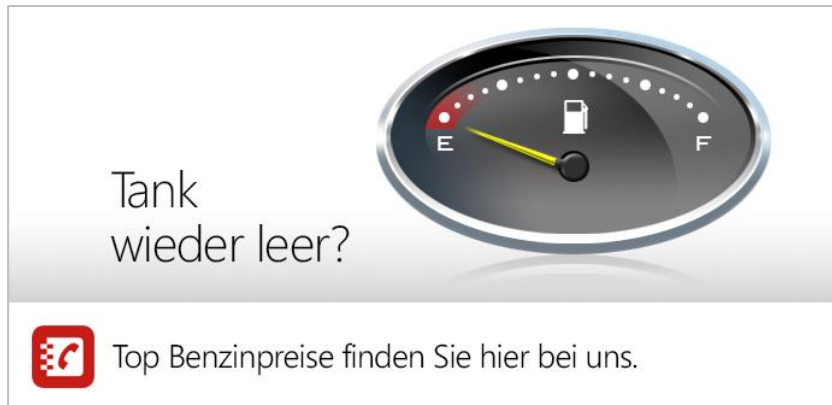 E
F
Tank
wieder leer?
Top Benzinpreise finden Sie hier bei uns.